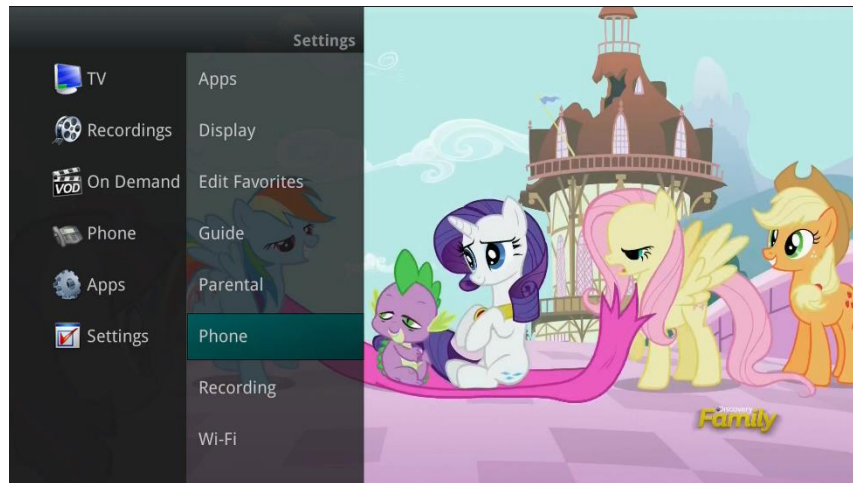 Settings
TV
Recordings
On Demand
Phone
Apps
Settings
Apps
Display
Edit Favorites
Guide
Parental
Phone
Recording
Wi-Fi
VOD
Discovery
Family